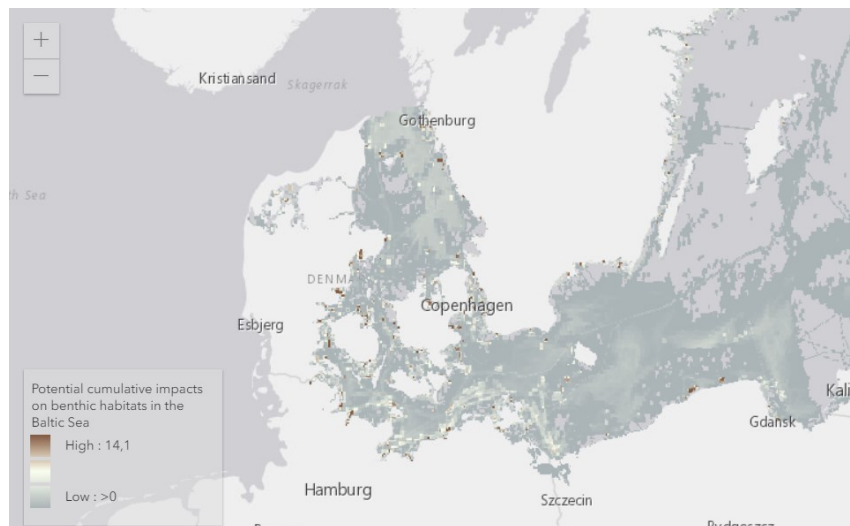 +
−
Kristiansand
Skagerrak
Gothenburg
th Sea
DENMA
Copenhagen
Esbjerg
Potential cumulative impacts
on benthic habitats in the
Baltic Sea
High : 14,1
Low : >0
Kali
Gdansk
Hamburg
Szczecin